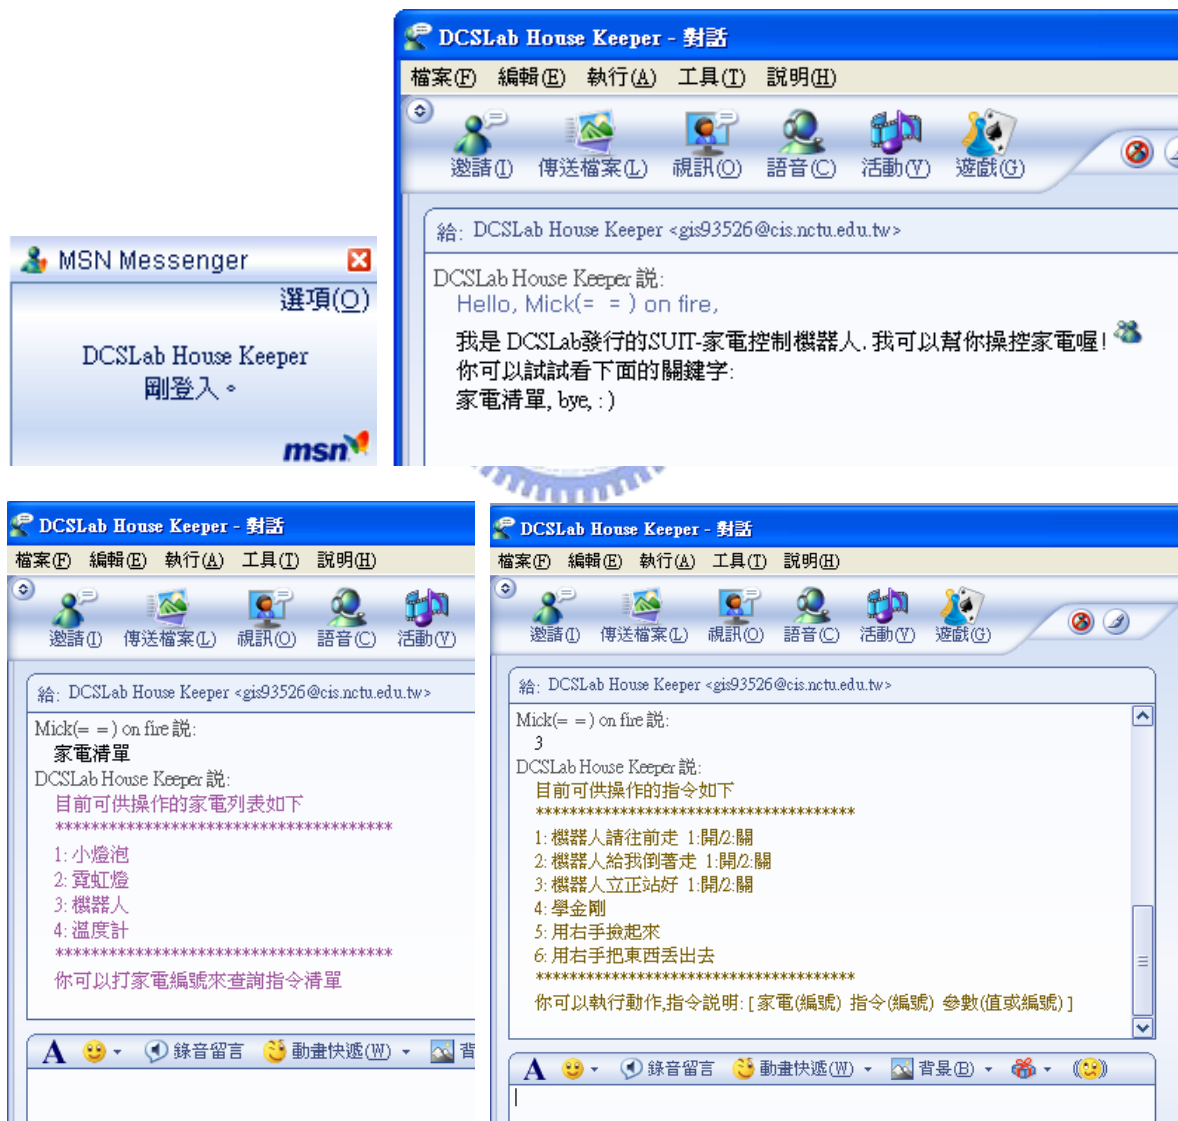 MSN Messenger
選項(O)
DCSLab House Keeper
剛登入。
msn
DCSLab House Keeper - 對話
檔案(F) 編輯(E) 執行(A) 工具(T) 說明(H)
邀請(I) 傳送檔案(L) 視訊(O) 語音(C) 活動(V) 遊戲(G)
給: DCSLab House Keeper <gis93526@cis.nctu.edu.tw>
DCSLab House Keeper 說:
Hello, Mick(= = ) on fire,
我是 DCSLab發行的SUIT-家電控制機器人. 我可以幫你操控家電喔!
你可以試試看下面的關鍵字:
家電清單, bye, : )
DCSLab House Keeper - 對話
檔案(F) 編輯(E) 執行(A) 工具(T) 說明(H)
邀請(I) 傳送檔案(L) 視訊(O) 語音(C) 活動(V)
給: DCSLab House Keeper <gis93526@cis.nctu.edu.tw>
Mick(= = ) on fire 說:
家電清單
DCSLab House Keeper 說:
目前可供操作的家電列表如下
**************************************
1: 小燈泡
2: 霓虹燈
3: 機器人
4: 溫度計
**************************************
你可以打家電編號來查詢指令清單
A 錄音留言 動畫快遞(W) 背
DCSLab House Keeper - 對話
檔案(F) 編輯(E) 執行(A) 工具(T) 說明(H)
邀請(I) 傳送檔案(L) 視訊(O) 語音(C) 活動(V) 遊戲(G)
給: DCSLab House Keeper <gis93526@cis.nctu.edu.tw>
Mick(= = ) on fire 說:
3
DCSLab House Keeper 說:
目前可供操作的指令如下
**************************************
1: 機器人請往前走 1:開/2:關
2: 機器人給我倒著走 1:開/2:關
3: 機器人立正站好 1:開/2:關
4: 學金剛
5: 用右手撿起來
6: 用右手把東西丟出去
**************************************
你可以執行動作,指令說明: [ 家電(編號) 指令(編號) 參數(值或編號) ]
A 錄音留言 動畫快遞(W) 背景(B)